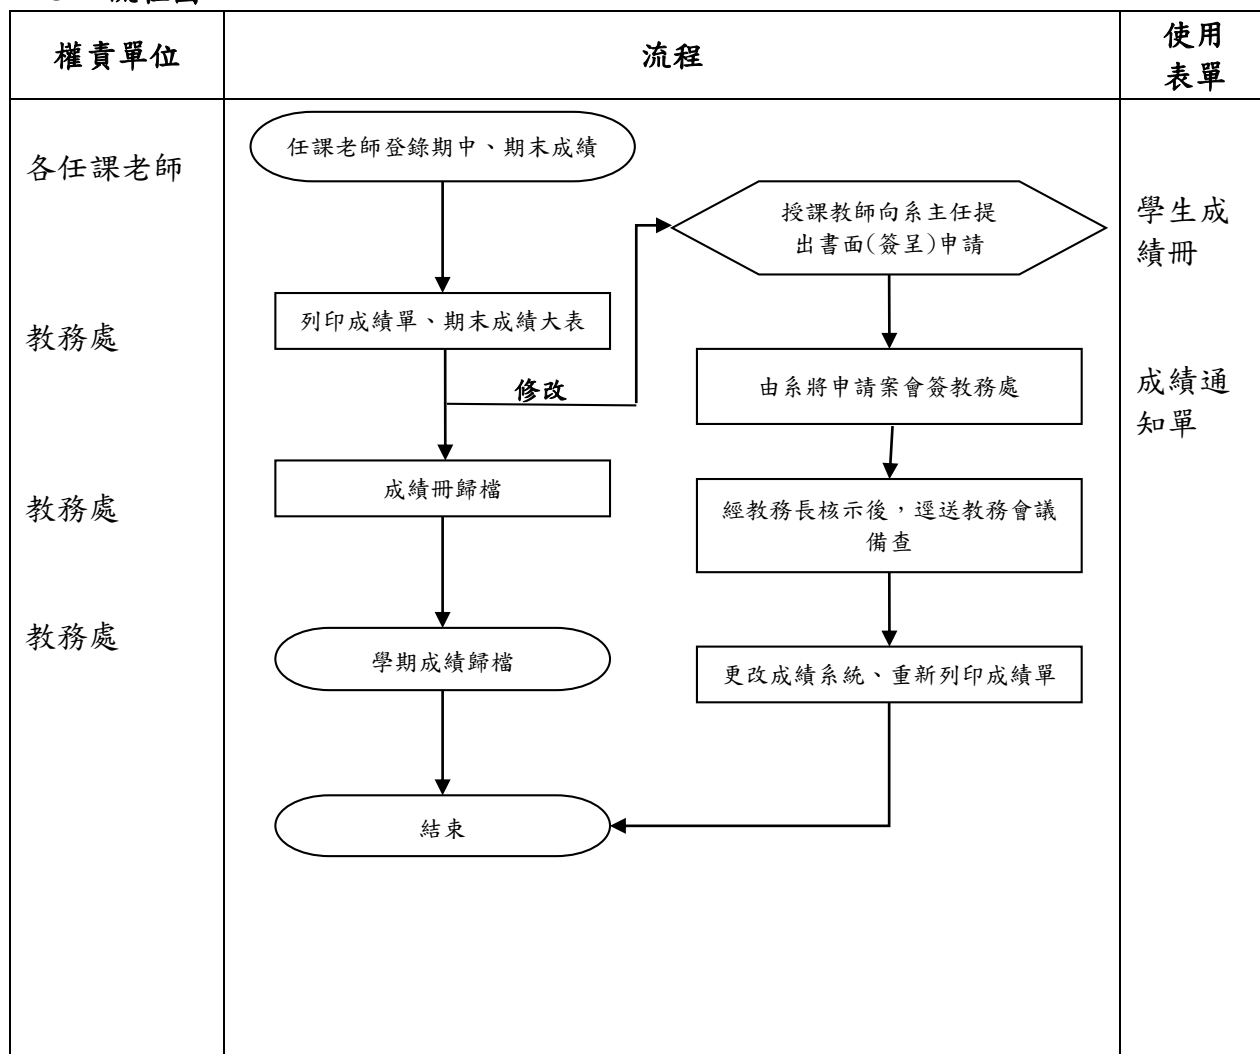 權責單位
流程
使用
表單
各任課老師
任課老師登錄期中、期末成績
授課教師向系主任提
出書面(簽呈)申請
學生成
績冊
教務處
列印成績單、期末成績大表
修改
由系將申請案會簽教務處
成績通
知單
教務處
成績冊歸檔
經教務長核示後，逕送教務會議
備查
教務處
學期成績歸檔
更改成績系統、重新列印成績單
結束